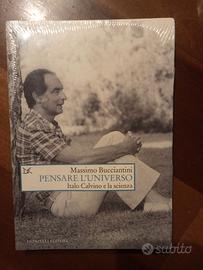 Massimo Bucciantini
PENSARE L'UNIVERSO
Italo Calvino e la scienza
DONZELLI EDITORE
subito